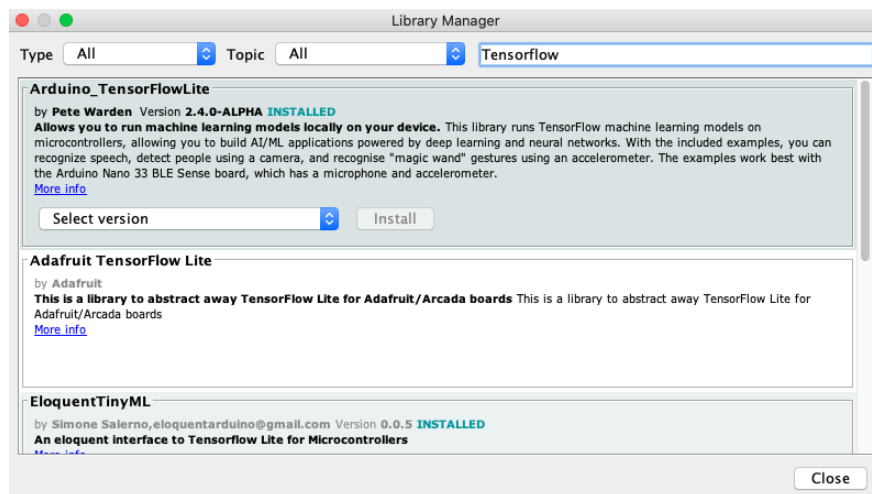 Library Manager
Type All Topic All Tensorflow
Arduino_TensorFlowLite
by Pete Warden Version 2.4.0-ALPHA INSTALLED
Allows you to run machine learning models locally on your device. This library runs TensorFlow machine learning models on
microcontrollers, allowing you to build AI/ML applications powered by deep learning and neural networks. With the included examples, you can
recognize speech, detect people using a camera, and recognise "magic wand" gestures using an accelerometer. The examples work best with
the Arduino Nano 33 BLE Sense board, which has a microphone and accelerometer.
More info
Select version Install
Adafruit TensorFlow Lite
by Adafruit
This is a library to abstract away TensorFlow Lite for Adafruit/Arcada boards This is a library to abstract away TensorFlow Lite for
Adafruit/Arcada boards
More info
EloquentTinyML
by Simone Salerno,eloquentarduino@gmail.com Version 0.0.5 INSTALLED
An eloquent interface to Tensorflow Lite for Microcontrollers
More info
Close